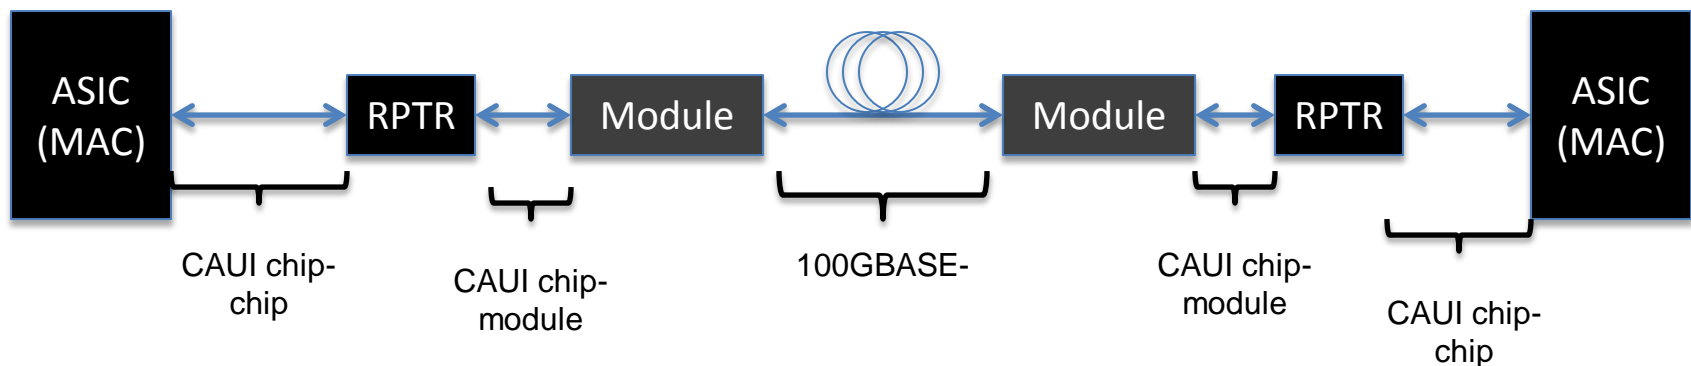 ASIC
(MAC)
RPTR
Module
Module
RPTR
ASIC
(MAC)
CAUI chip-
chip
CAUI chip-
module
100GBASE-
CAUI chip-
module
CAUI chip-
chip